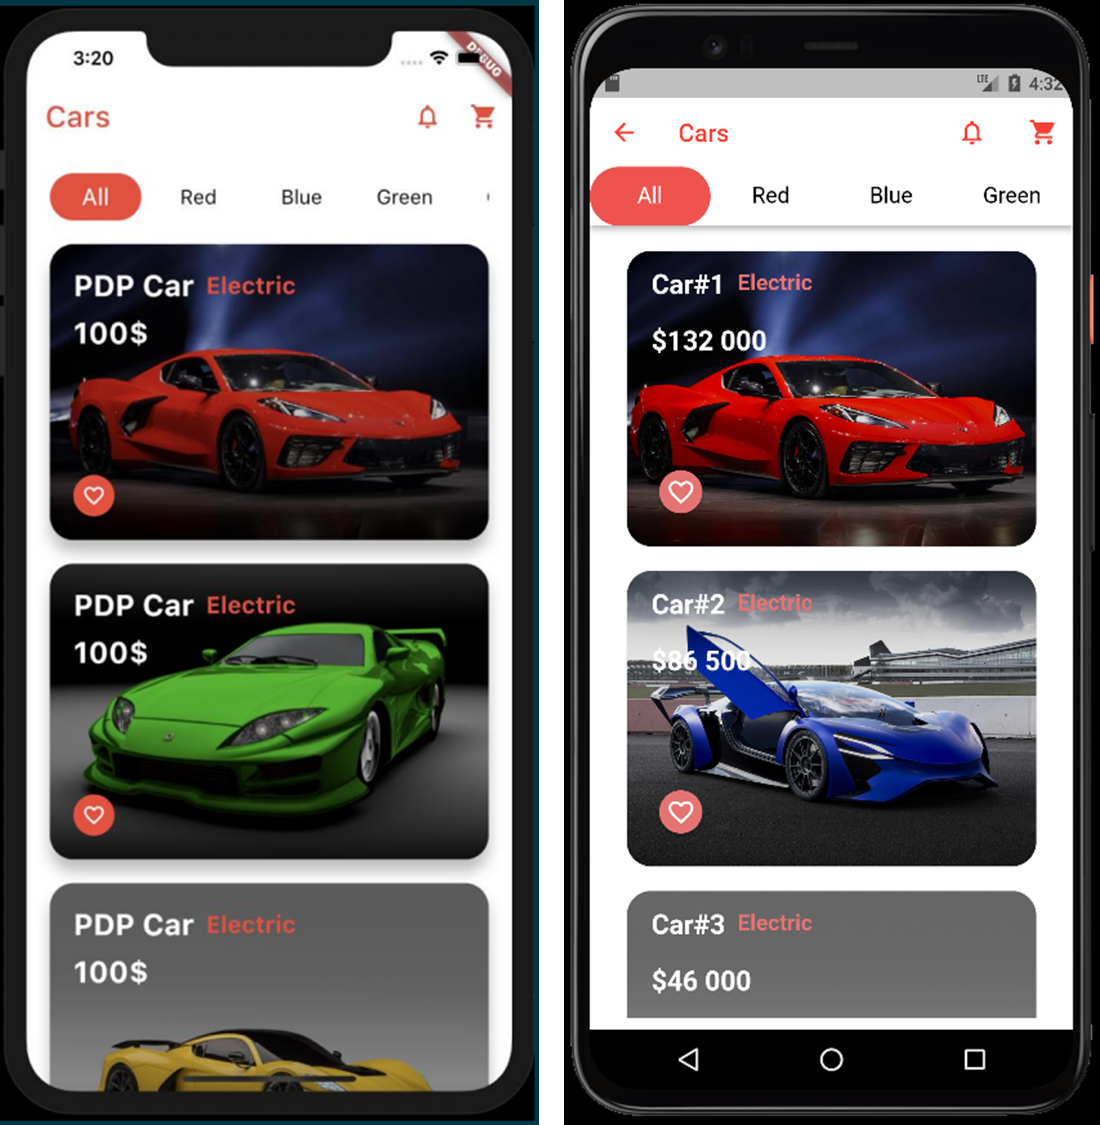 3:20
DEBUG
Cars
All Red Blue Green
PDP Car Electric
100$
PDP Car Electric
100$
PDP Car Electric
100$
LTE 4:32
Cars
All Red Blue Green
Car#1 Electric
$132 000
Car#2 Electric
$86 500
Car#3 Electric
$46 000